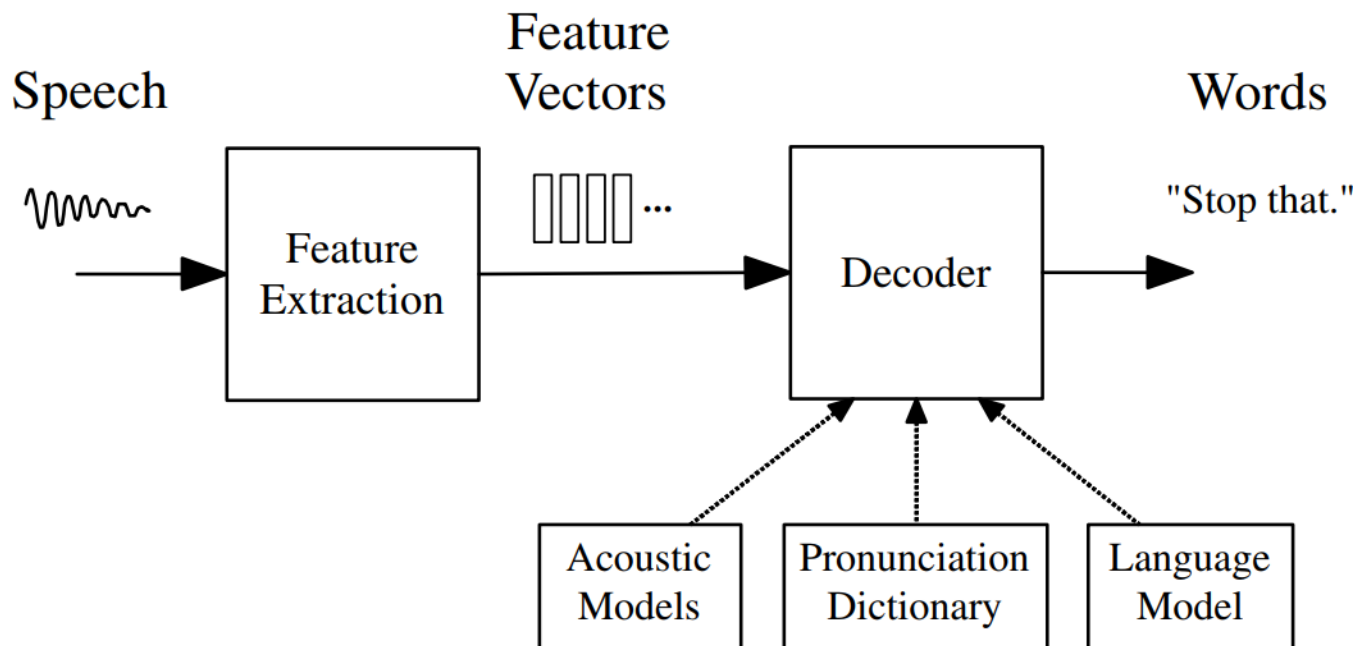 Speech
Feature
Vectors
Words
...
"Stop that."
Feature
Extraction
Decoder
Acoustic
Models
Pronunciation
Dictionary
Language
Model